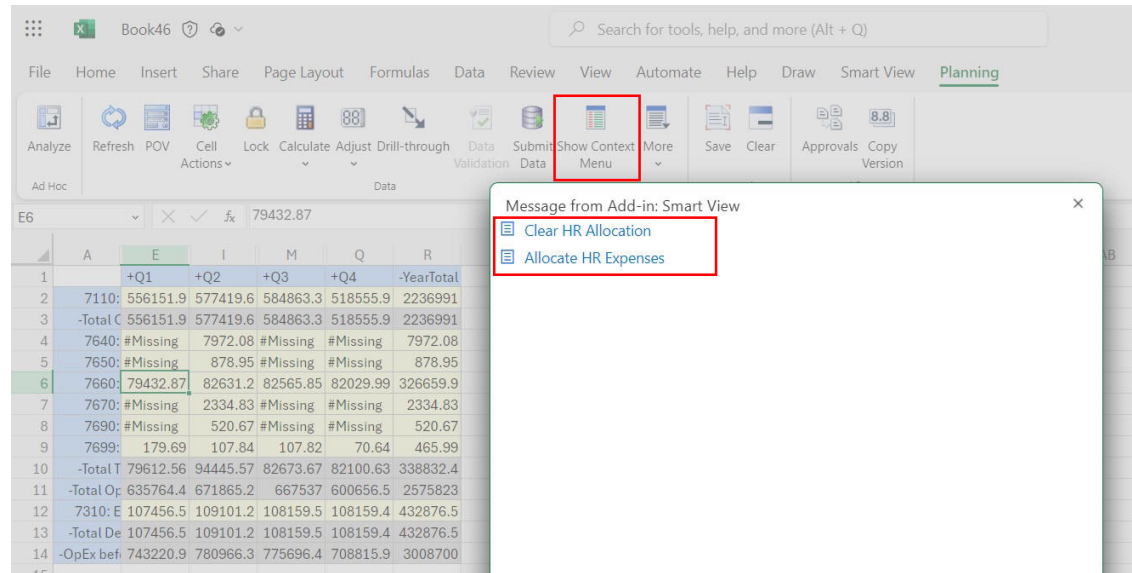 Book46
Search for tools, help, and more (Alt + Q)
File Home Insert Share Page Layout Formulas Data Review View Automate Help Draw Smart View Planning
Analyze Refresh POV Cell Actions Lock Calculate Adjust Drill-through Data Validation Submit Data Show Context Menu More Save Clear Approvals Copy Version
Ad Hoc Data
E6 fx 79432.87
Message from Add-in: Smart View
Clear HR Allocation
Allocate HR Expenses
A E I M Q R AB
1 +Q1 +Q2 +Q3 +Q4 -YearTotal
2 7110: 556151.9 577419.6 584863.3 518555.9 2236991
3 -Total 556151.9 577419.6 584863.3 518555.9 2236991
4 7640: #Missing 7972.08 #Missing #Missing 7972.08
5 7650: #Missing 878.95 #Missing #Missing 878.95
6 7660: 79432.87 82631.2 82565.85 82029.99 326659.9
7 7670: #Missing 2334.83 #Missing #Missing 2334.83
8 7690: #Missing 520.67 #Missing #Missing 520.67
9 7699: 179.69 107.84 107.82 70.64 465.99
10 -Total T 79612.56 94445.57 82673.67 82100.63 338832.4
11 -Total Op 635764.4 671865.2 667537 600656.5 2575823
12 7310: E 107456.5 109101.2 108159.5 108159.4 432876.5
13 -Total De 107456.5 109101.2 108159.5 108159.4 432876.5
14 -OpEx bef 743220.9 780966.3 775696.4 708815.9 3008700